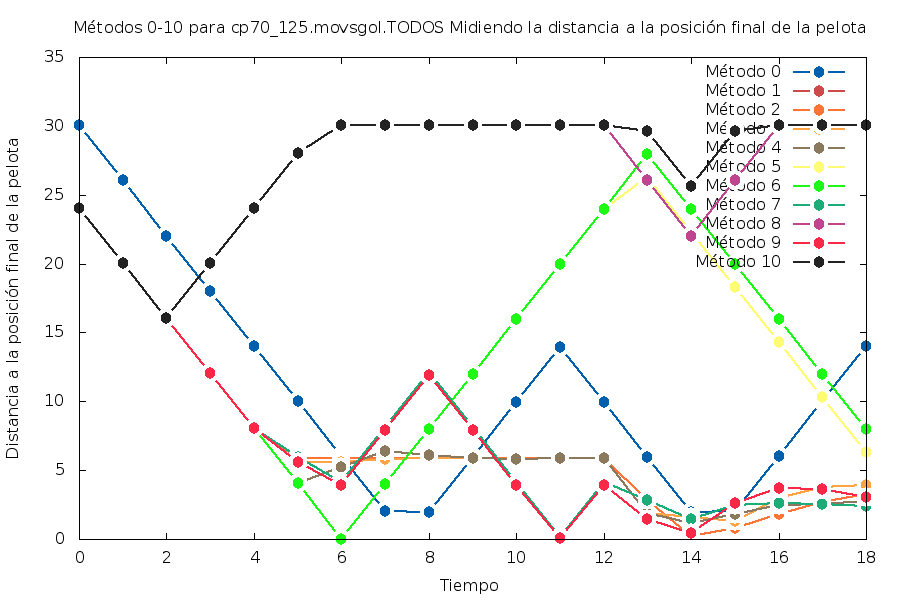 Métodos 0-10 para cp70_125.movsgol.TODOS Midiendo la distancia a la posición final de la pelota
Distancia a la posición final de la pelota
35
30
25
20
15
10
5
0
Método 0
Método 1
Método 2
Método 4
Método 5
Método 6
Método 7
Método 8
Método 9
Método 10
0 2 4 6 8 10 12 14 16 18
Tiempo